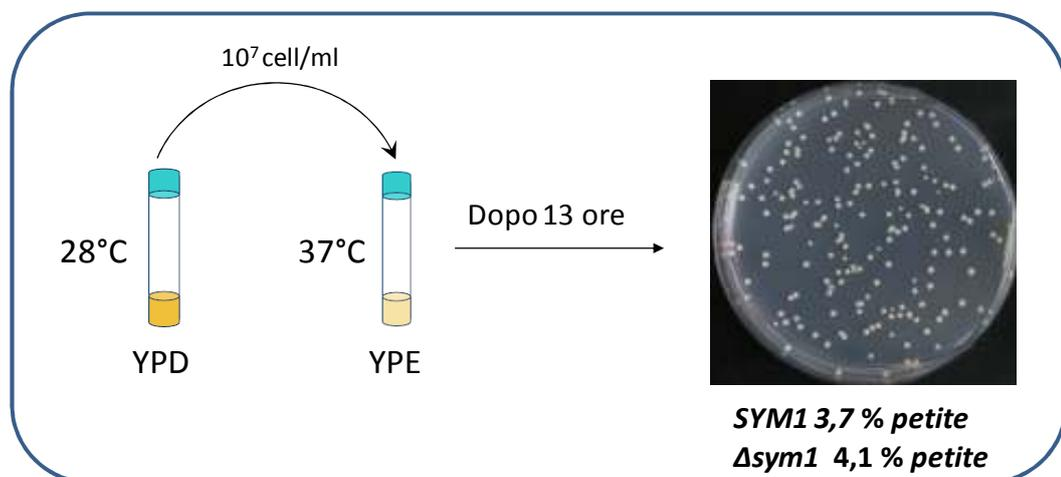 10⁷ cell/ml
28°C
37°C
Dopo 13 ore
YPD
YPE
SYM1 3,7 % petite
Δsym1 4,1 % petite